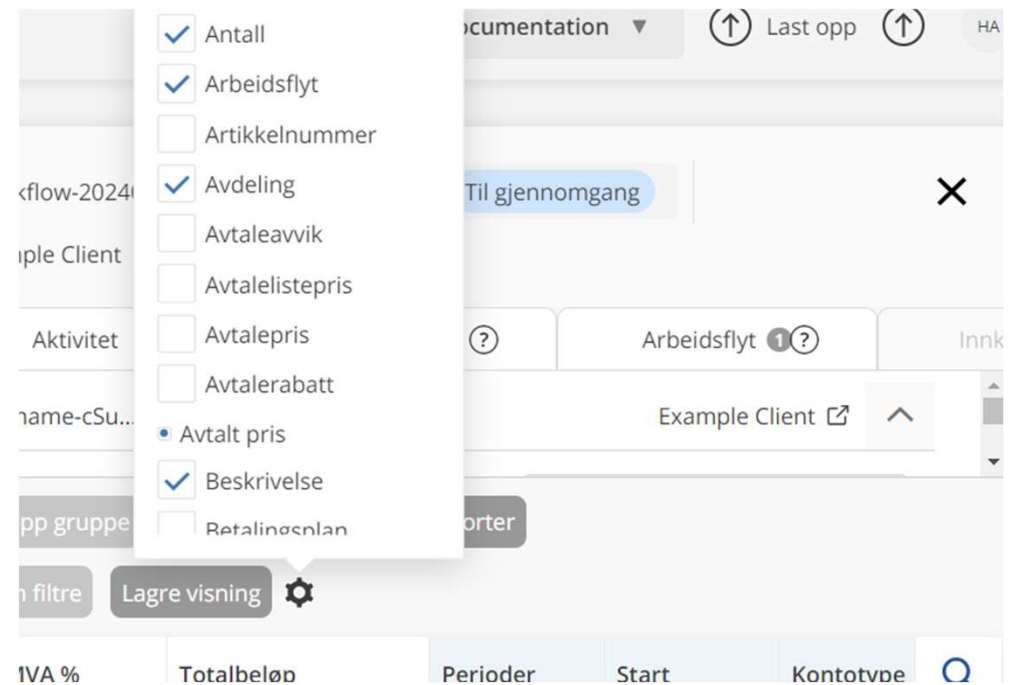 Antall
ocumentation ▼
Last opp
HA
Arbeidsflyt
Artikkelnummer
Avdeling
kflow-2024
Til gjennomgang
Avtaleavvik
nple Client
Avtalelistepris
Avtalepris
Aktivitet
?
Arbeidsflyt 1 ?
Innk
Avtalerabatt
name-cSu...
Example Client
Avtalt pris
Beskrivelse
Betalingsplan
pp gruppe
orter
n filtre
Lagre visning
MVA %
Totalbeløp
Perioder
Start
Kontotype